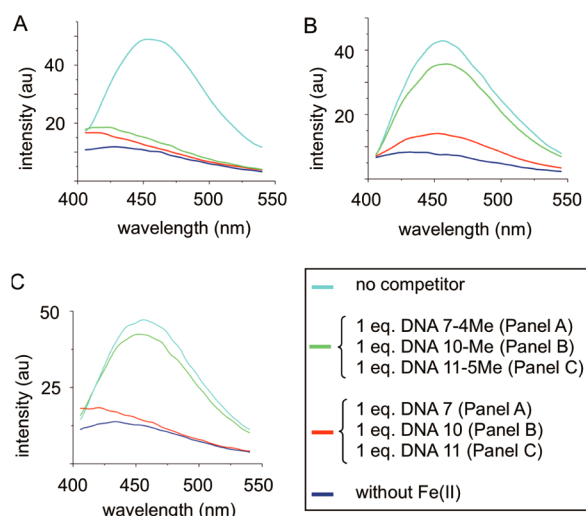 A
intensity (au)
40
20
400
450
500
550
wavelength (nm)
B
intensity (au)
40
20
400
450
500
550
wavelength (nm)
C
intensity (au)
50
25
400
450
500
550
wavelength (nm)
no competitor
1 eq. DNA 7-4Me (Panel A)
1 eq. DNA 10-Me (Panel B)
1 eq. DNA 11-5Me (Panel C)
1 eq. DNA 7 (Panel A)
1 eq. DNA 10 (Panel B)
1 eq. DNA 11 (Panel C)
without Fe(II)